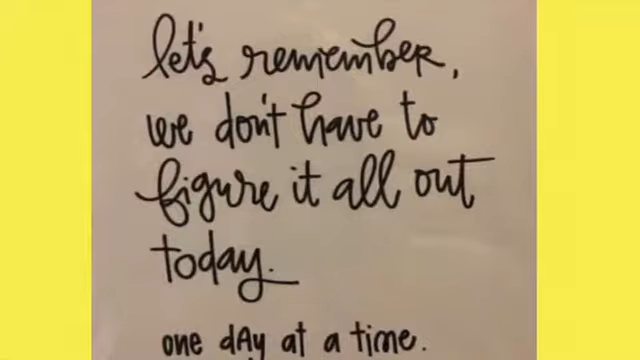 let's remember,
we don't have to
figure it all out
today.
one dAy at a time.